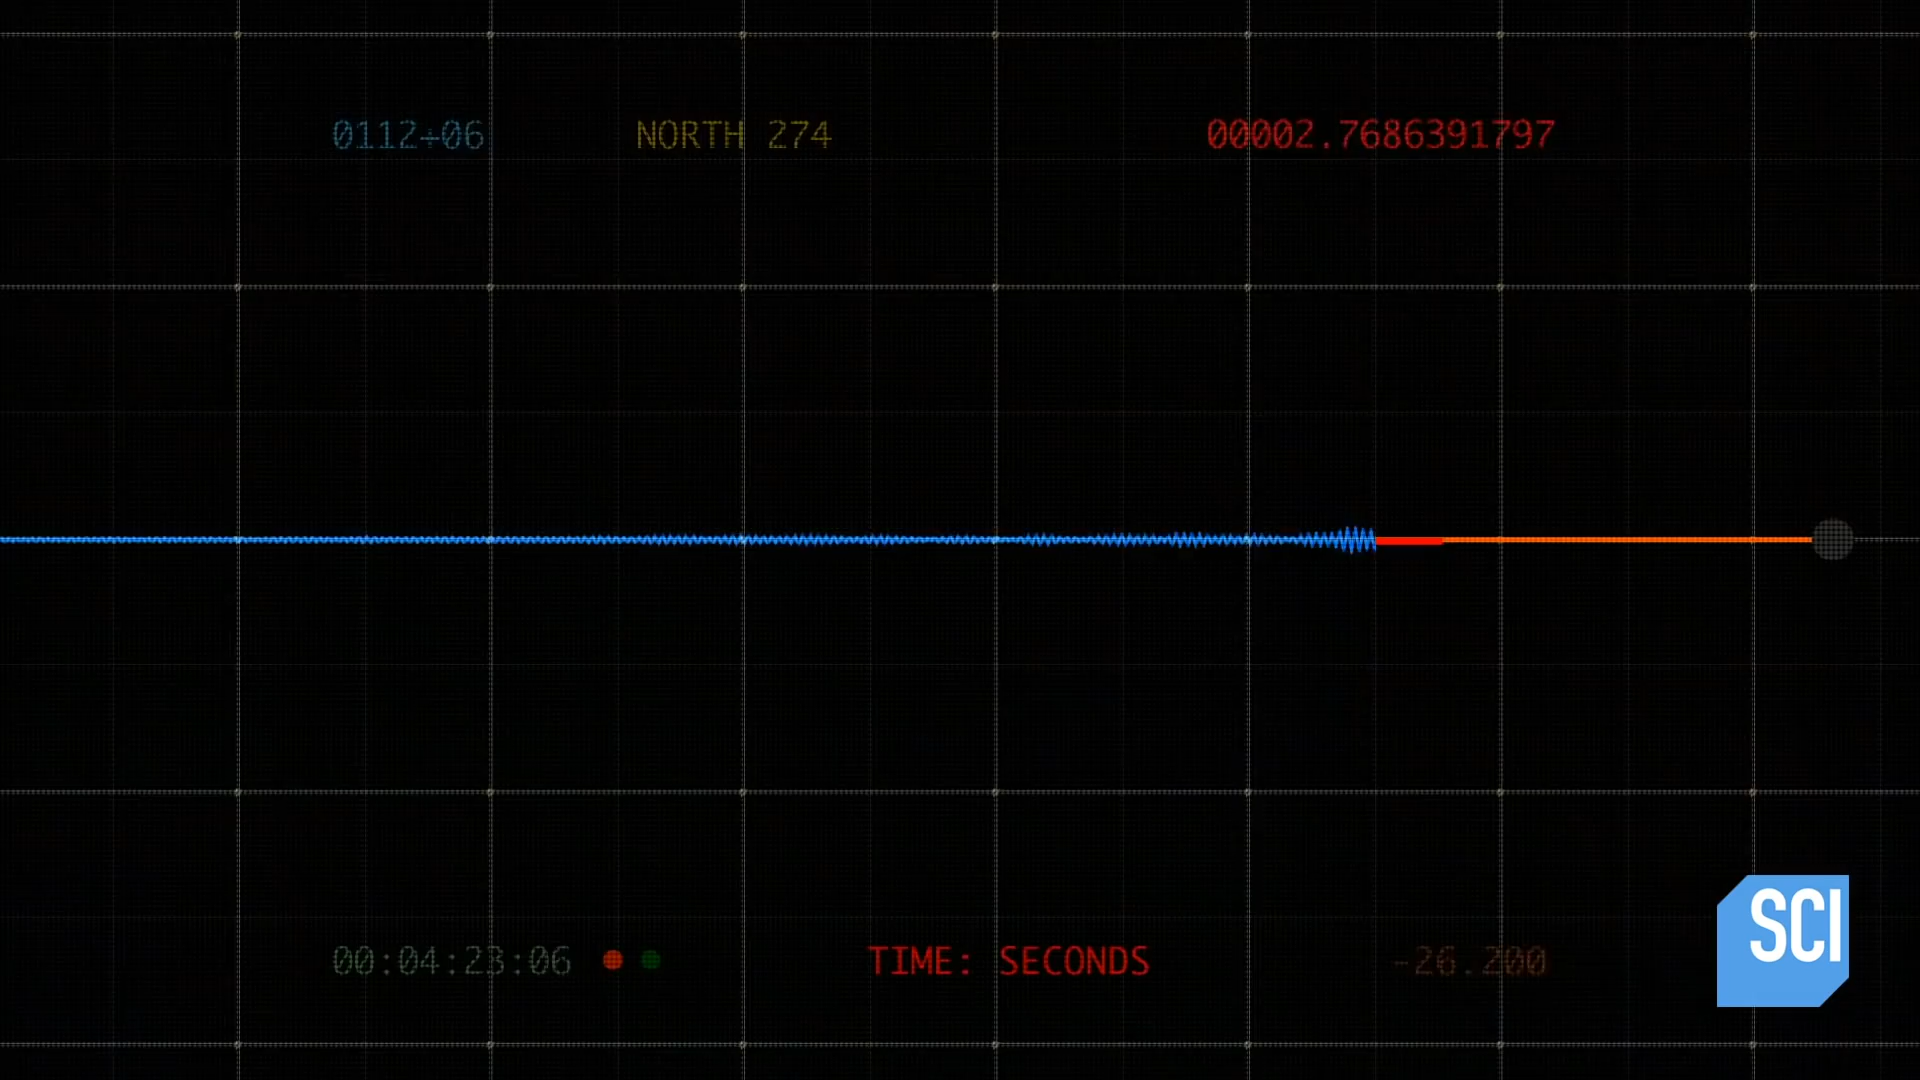 0112÷06
NORTH 274
00002.7686391797
00:04:23:06
TIME: SECONDS
-26.200
SCI